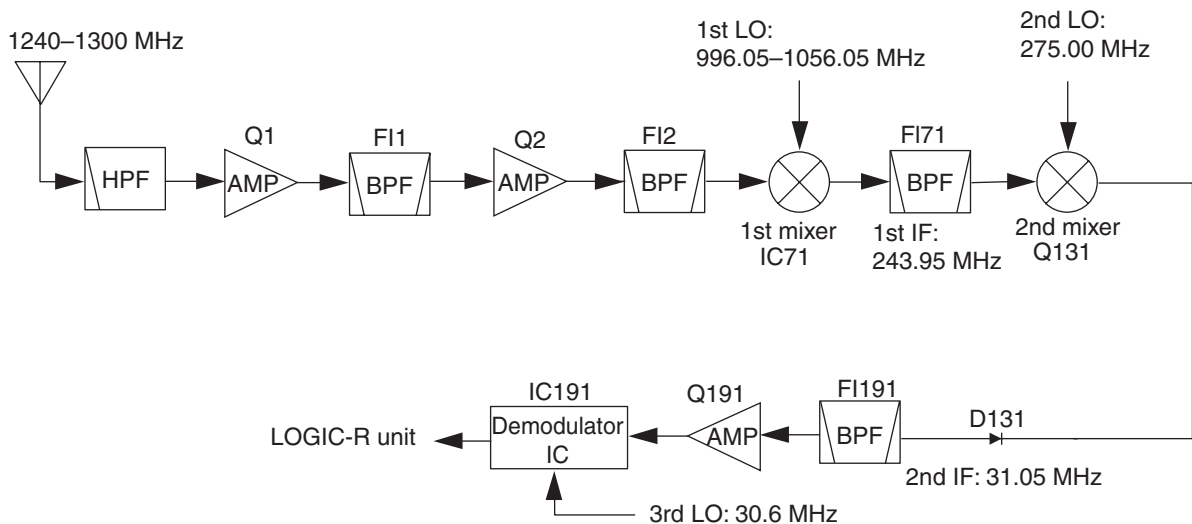 1240–1300 MHz
1st LO:
996.05–1056.05 MHz
2nd LO:
275.00 MHz
HPF
Q1
AMP
FI1
BPF
Q2
AMP
FI2
BPF
1st mixer
IC71
FI71
BPF
1st IF:
243.95 MHz
2nd mixer
Q131
LOGIC-R unit
IC191
Demodulator
IC
Q191
AMP
FI191
BPF
D131
2nd IF: 31.05 MHz
3rd LO: 30.6 MHz